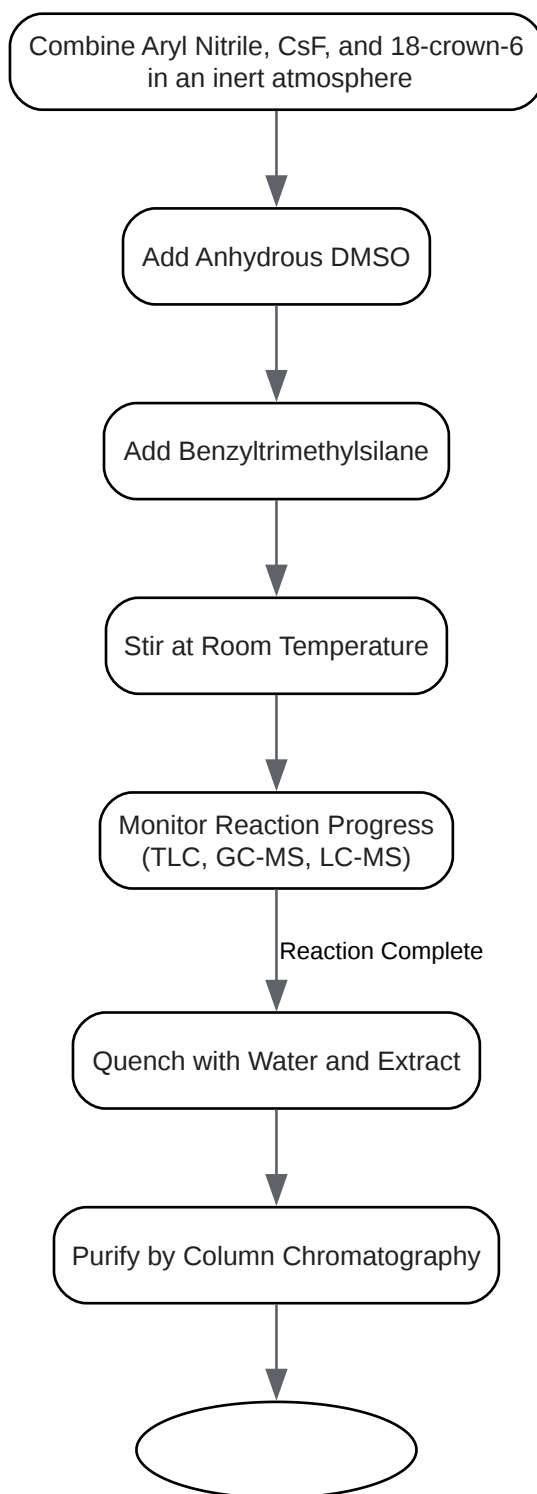 Combine Aryl Nitrile, CsF, and 18-crown-6
in an inert atmosphere
Add Anhydrous DMSO
Add Benzyltrimethylsilane
Stir at Room Temperature
Monitor Reaction Progress
(TLC, GC-MS, LC-MS)
Reaction Complete
Quench with Water and Extract
Purify by Column Chromatography